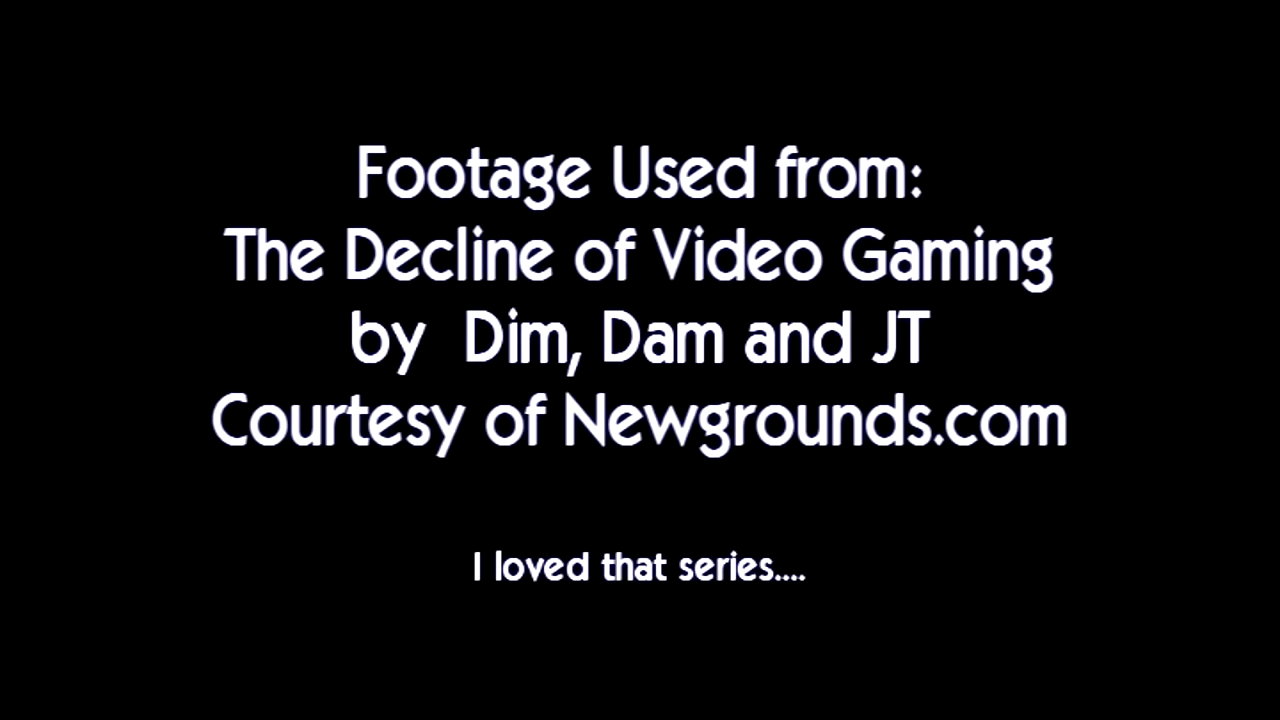 Footage Used from:
The Decline of Video Gaming
by  Dim, Dam and JT
Courtesy of Newgrounds.com
I loved that series....